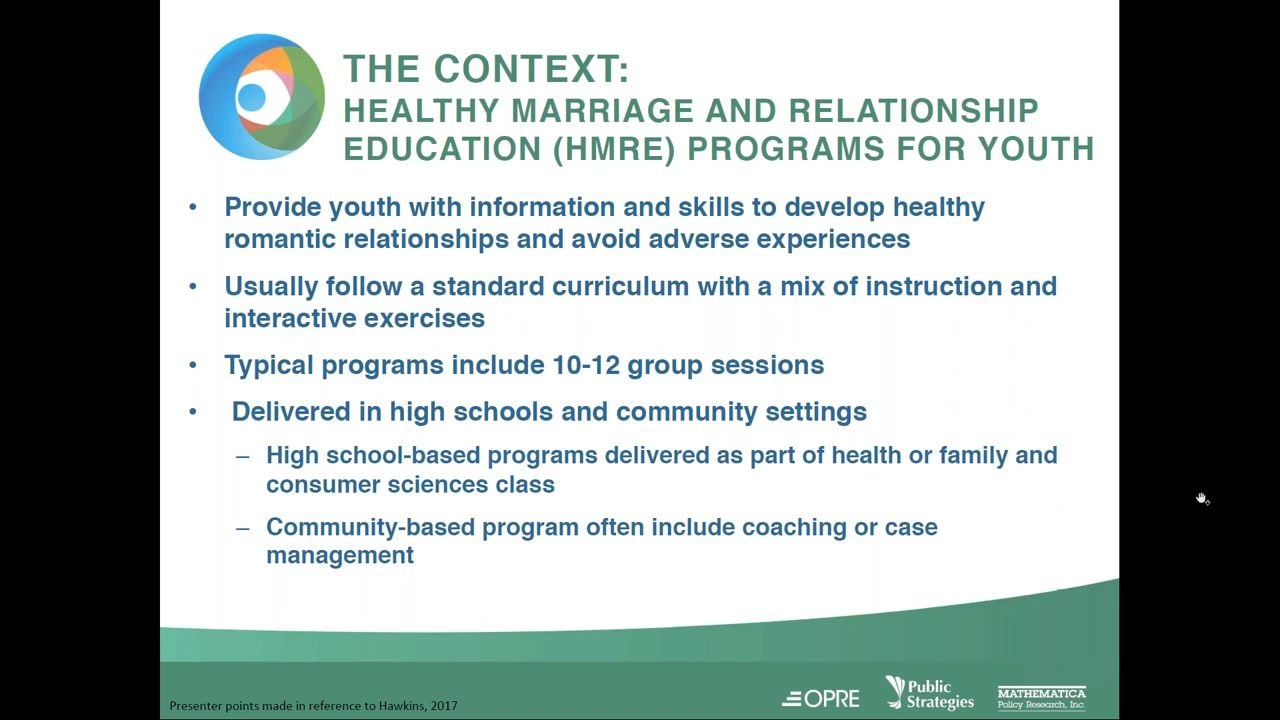 THE CONTEXT:
HEALTHY MARRIAGE AND RELATIONSHIP
EDUCATION (HMRE) PROGRAMS FOR YOUTH
• Provide youth with information and skills to develop healthy
romantic relationships and avoid adverse experiences
• Usually follow a standard curriculum with a mix of instruction and
interactive exercises
• Typical programs include 10-12 group sessions
• Delivered in high schools and community settings
– High school-based programs delivered as part of health or family and
consumer sciences class
– Community-based program often include coaching or case
management
Presenter points made in reference to Hawkins, 2017
OPRE
Public
Strategies
MATHEMATICA
Policy Research, Inc.